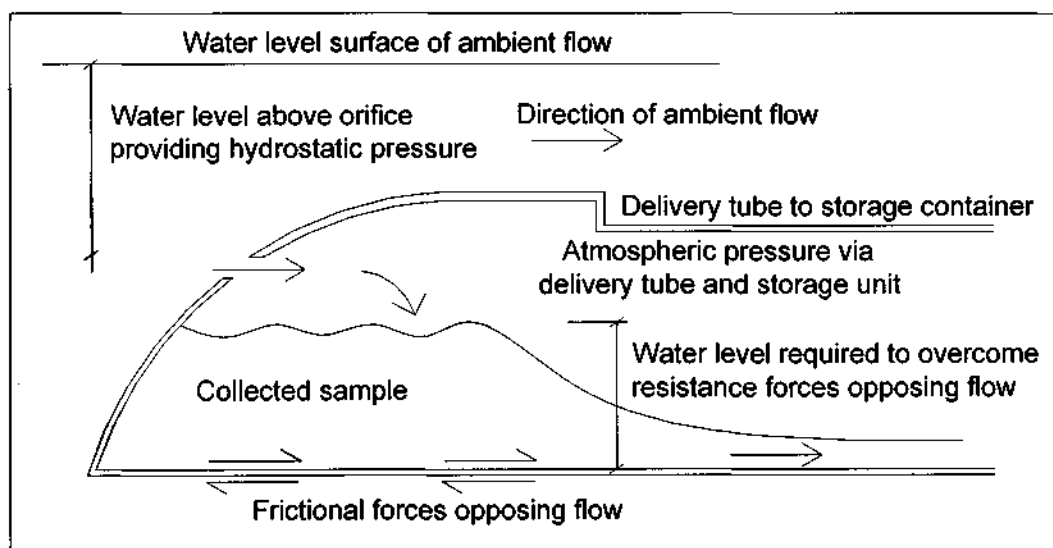 Water level surface of ambient flow
Water level above orifice
providing hydrostatic pressure
Direction of ambient flow
Delivery tube to storage container
Atmospheric pressure via
delivery tube and storage unit
Water level required to overcome
resistance forces opposing flow
Collected sample
Frictional forces opposing flow